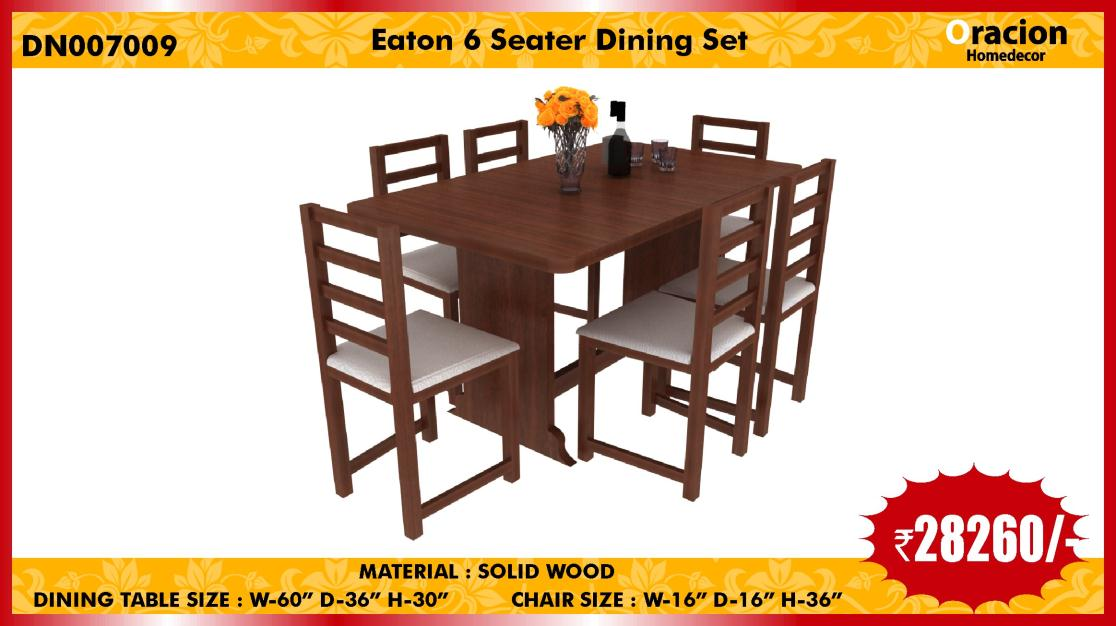 DN007009
Eaton 6 Seater Dining Set
Oracion
Homedecor
₹28260/-
MATERIAL : SOLID WOOD
DINING TABLE SIZE : W-60” D-36” H-30”
CHAIR SIZE : W-16” D-16” H-36”